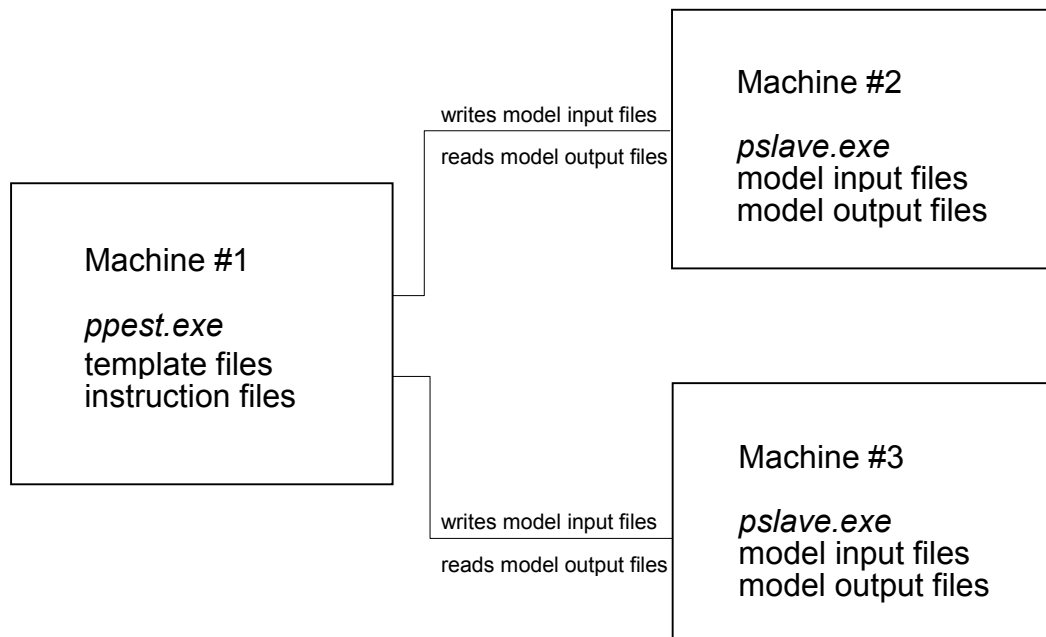 Machine #1
ppest.exe
template files
instruction files
writes model input files
reads model output files
Machine #2
pslave.exe
model input files
model output files
writes model input files
reads model output files
Machine #3
pslave.exe
model input files
model output files